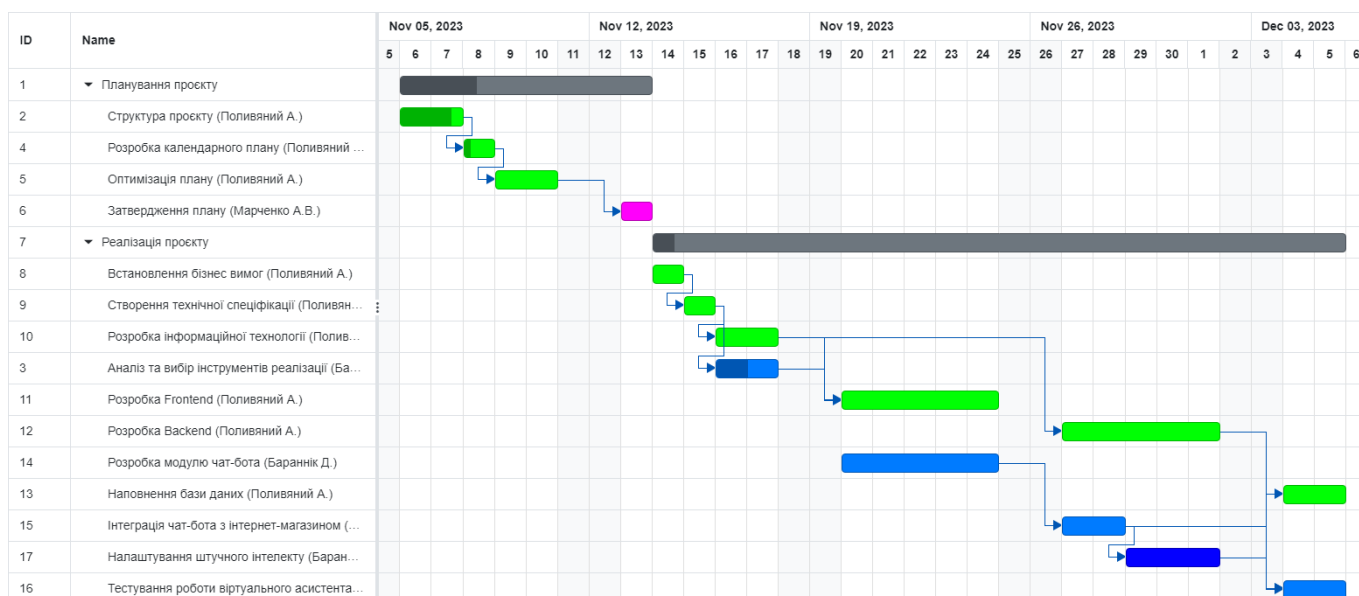 ID Name Nov 05, 2023 Nov 12, 2023 Nov 19, 2023 Nov 26, 2023 Dec 03, 2023
5 6 7 8 9 10 11 12 13 14 15 16 17 18 19 20 21 22 23 24 25 26 27 28 29 30 1 2 3 4 5 6
1 Планування проєкту
2 Структура проєкту (Поливяний А.)
4 Розробка календарного плану (Поливяний ...
5 Оптимізація плану (Поливяний А.)
6 Затвердження плану (Марченко А.В.)
7 Реалізація проєкту
8 Встановлення бізнес вимог (Поливяний А.)
9 Створення технічної специфікації (Поливян...
10 Розробка інформаційної технології (Полив...
3 Аналіз та вибір інструментів реалізації (Ба...
11 Розробка Frontend (Поливяний А.)
12 Розробка Backend (Поливяний А.)
14 Розробка модулю чат-бота (Бараннік Д.)
13 Наповнення бази даних (Поливяний А.)
15 Інтеграція чат-бота з інтернет-магазином (...
17 Налаштування штучного інтелекту (Баран...
16 Тестування роботи віртуального асистента...